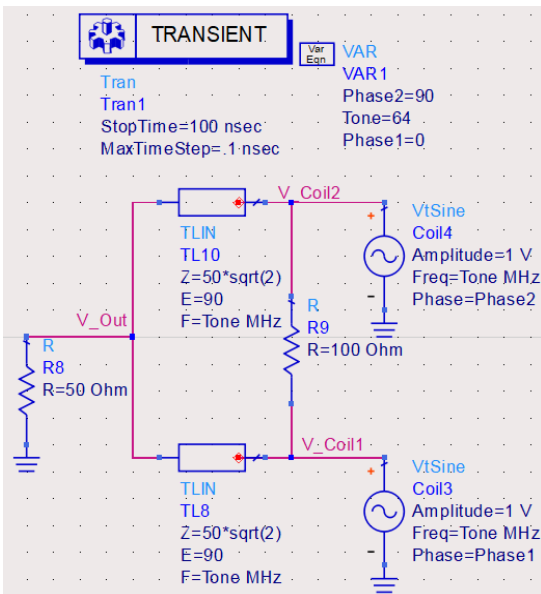 TRANSIENT
Var
Eqn
VAR
VAR1
Phase2=90
Tone=64
Phase1=0
Tran
Tran1
StopTime=100 nsec
MaxTimeStep=.1 nsec
V_Coil2
TLIN
TL10
Z=50*sqrt(2)
E=90
F=Tone MHz
+
-
VtSine
Coil4
Amplitude=1 V
Freq=Tone MHz
Phase=Phase2
V_Out
R
R8
R=50 Ohm
R
R9
R=100 Ohm
V_Coil1
TLIN
TL8
Z=50*sqrt(2)
E=90
F=Tone MHz
+
-
VtSine
Coil3
Amplitude=1 V
Freq=Tone MHz
Phase=Phase1